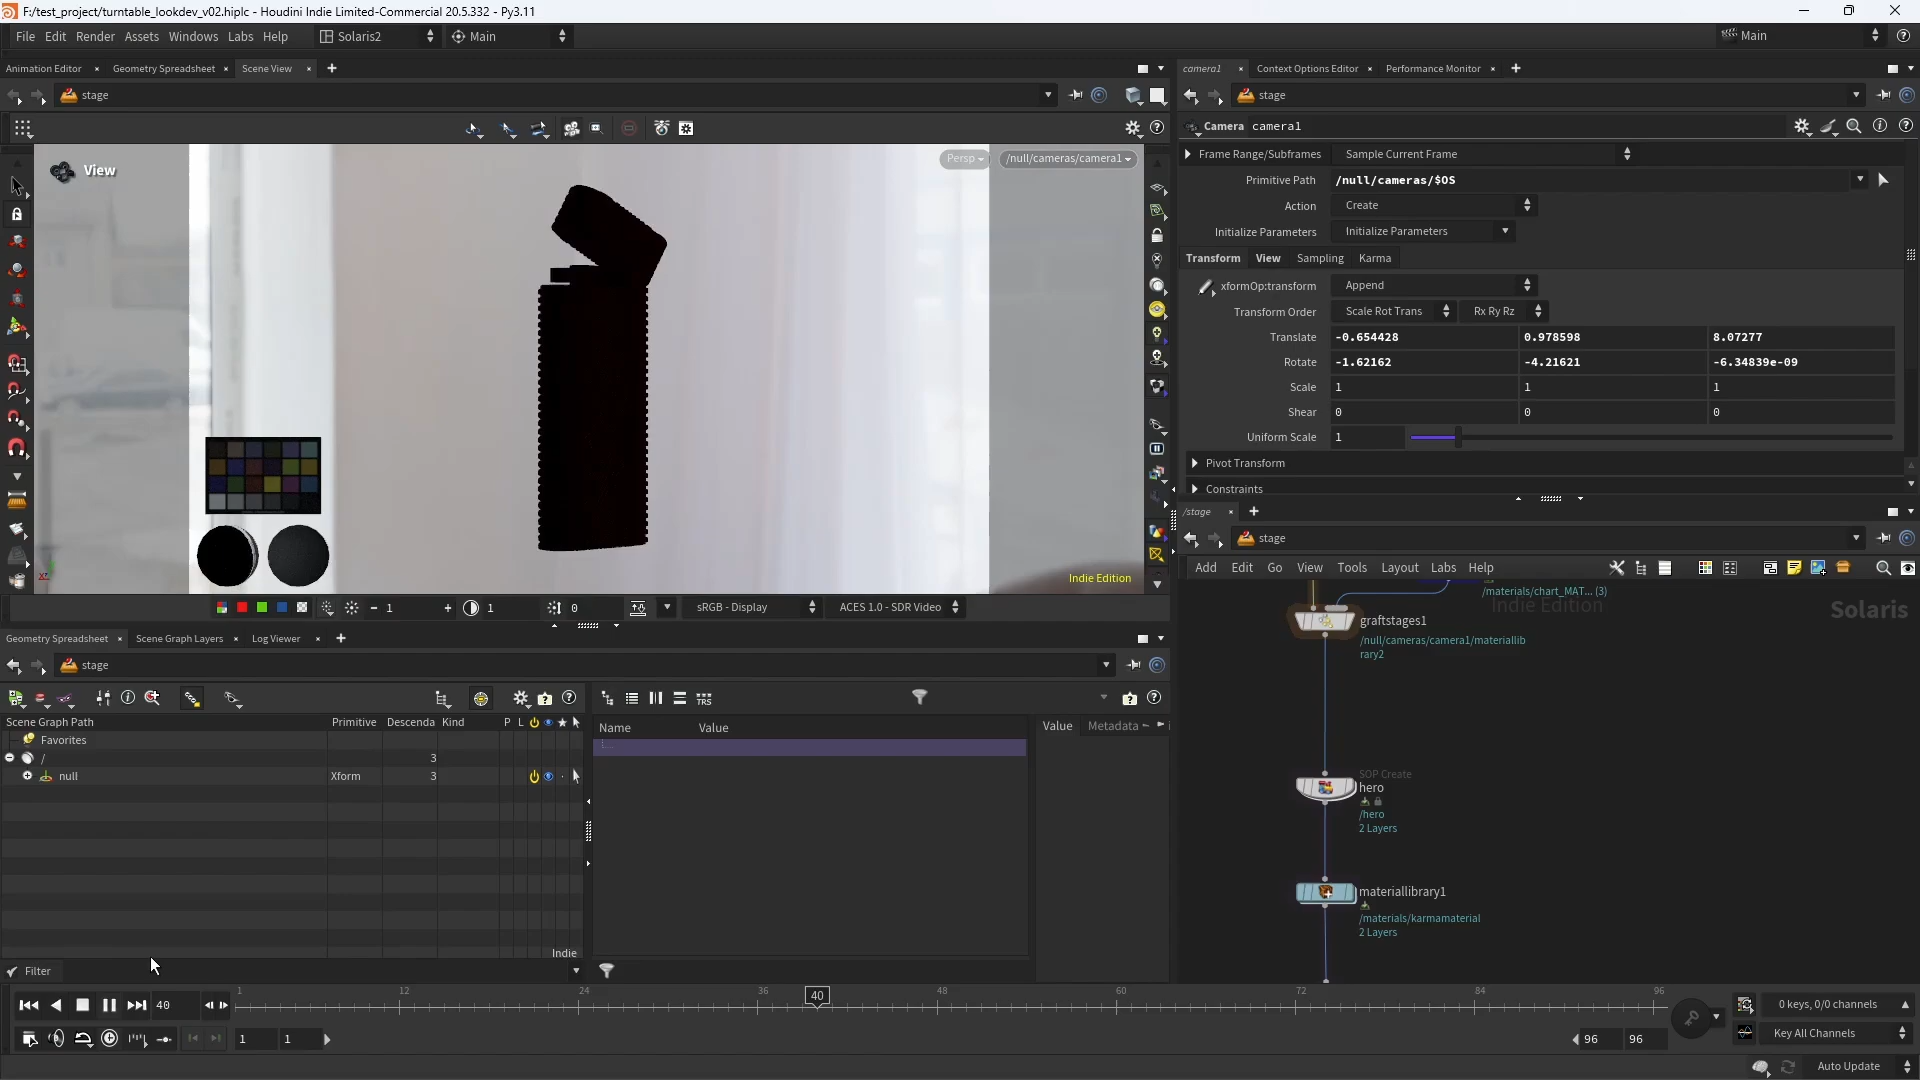 F:/test_project/turntable_lookdev_v02.hiplc - Houdini Indie Limited-Commercial 20.5.332 - Py3.11
File Edit Render Assets Windows Labs Help Solaris2 Main Main
Animation Editor Geometry Spreadsheet Scene View
stage
View
Persp
/null/cameras/camera1
Indie Edition
1 1 0 sRGB - Display ACES 1.0 - SDR Video
camera1 Context Options Editor Performance Monitor
stage
Camera camera1
Frame Range/Subframes Sample Current Frame
Primitive Path /null/cameras/$OS
Action Create
Initialize Parameters Initialize Parameters
Transform View Sampling Karma
xformOp:transform Append
Transform Order Scale Rot Trans Rx Ry Rz
Translate -0.654428 0.978598 8.07277
Rotate -1.62162 -4.21621 -6.34839e-09
Scale 1 1 1
Shear 0 0 0
Uniform Scale 1
Pivot Transform
Constraints
/stage
stage
Add Edit Go View Tools Layout Labs Help
/materials/chart_MAT... (3)
Indie Edition
Solaris
graftstages1
/null/cameras/camera1/materiallib
rary2
SOP Create
hero
/hero
2 Layers
materiallibrary1
/materials/karmamaterial
2 Layers
Geometry Spreadsheet Scene Graph Layers Log Viewer
stage
TRS
Scene Graph Path Primitive Descenda Kind P L
Favorites
/ 3
null Xform 3
Indie
Filter
Name Value
Value Metadata
40 1 12 24 36 40 48 60 72 84 96
0 keys, 0/0 channels
1 1 96 96
Key All Channels
Auto Update